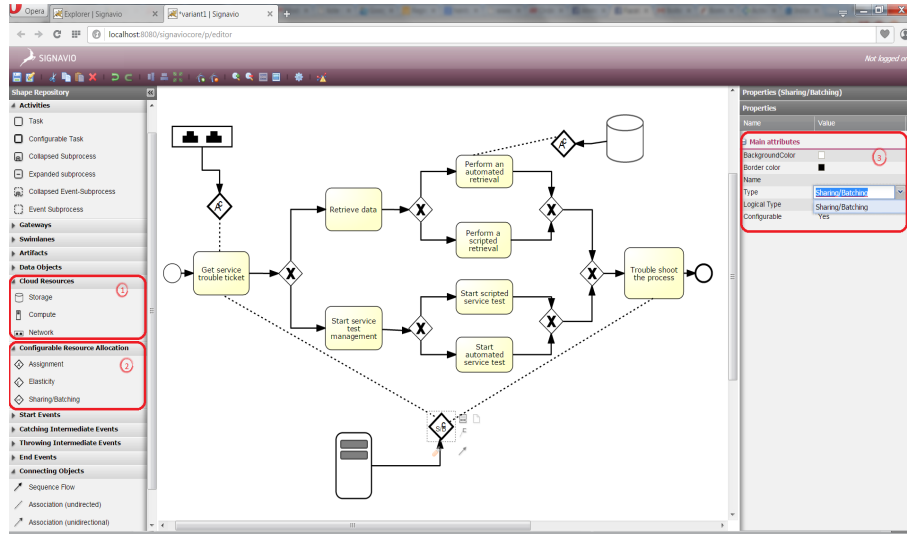 Opera
Explorer | Signavio
*variant1 | Signavio
localhost:8080/signaviocore/p/editor
SIGNAVIO
Not logged on
Shape Repository
Activities
Task
Configurable Task
Collapsed Subprocess
Expanded subprocess
Collapsed Event-Subprocess
Event Subprocess
Gateways
Swimlanes
Artifacts
Data Objects
Cloud Resources
1
Storage
Compute
Network
Configurable Resource Allocation
2
Assignment
Elasticity
Sharing/Batching
Start Events
Catching Intermediate Events
Throwing Intermediate Events
End Events
Connecting Objects
Sequence Flow
Association (undirected)
Association (unidirectional)
Get service
trouble ticket
Retrieve data
Start service
test
management
Perform an
automated
retrieval
Perform a
scripted
retrieval
Start scripted
service test
Start
automated
service test
Trouble shoot
the process
Properties (Sharing/Batching)
Properties
Name
Value
Main attributes
3
BackgroundColor
Border color
Name
Type
Sharing/Batching
Logical Type
Sharing/Batching
Configurable
Yes